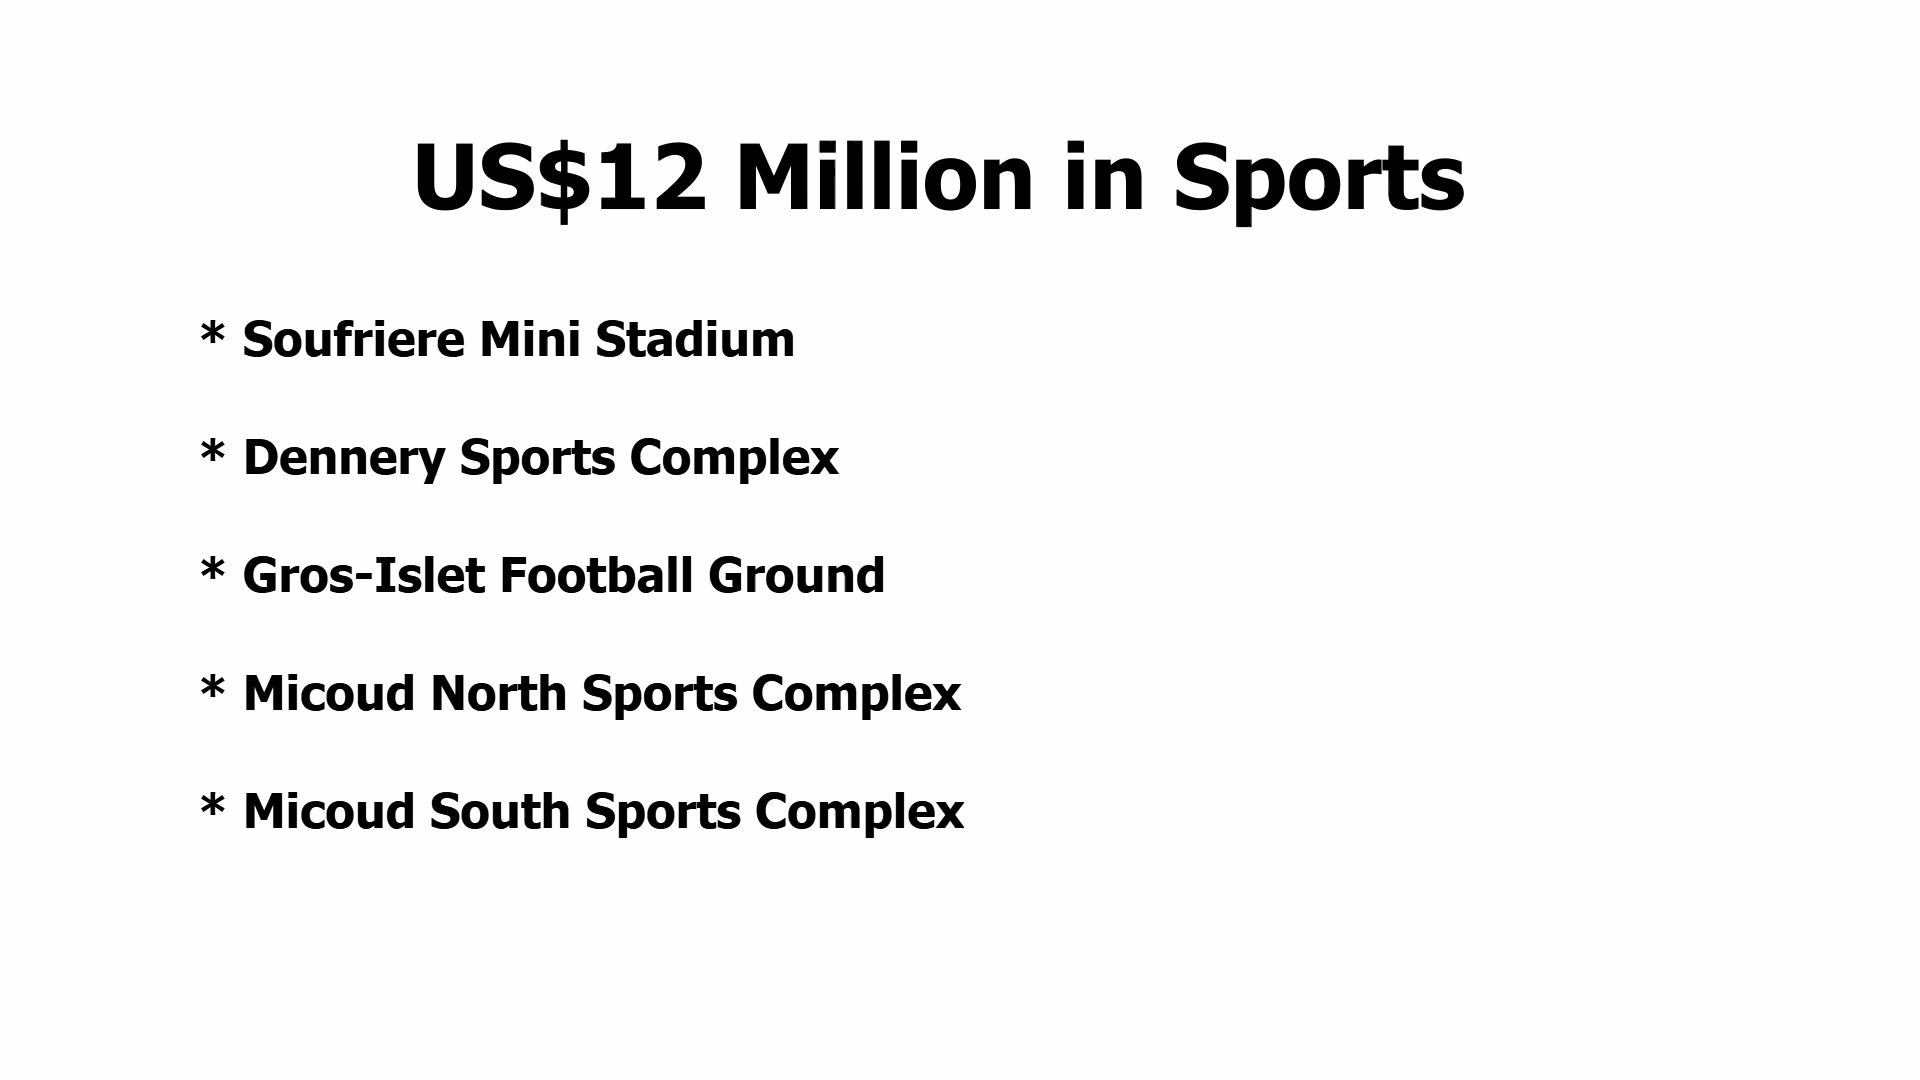 US$12 Million in Sports
* Soufriere Mini Stadium
* Dennery Sports Complex
* Gros-Islet Football Ground
* Micoud North Sports Complex
* Micoud South Sports Complex